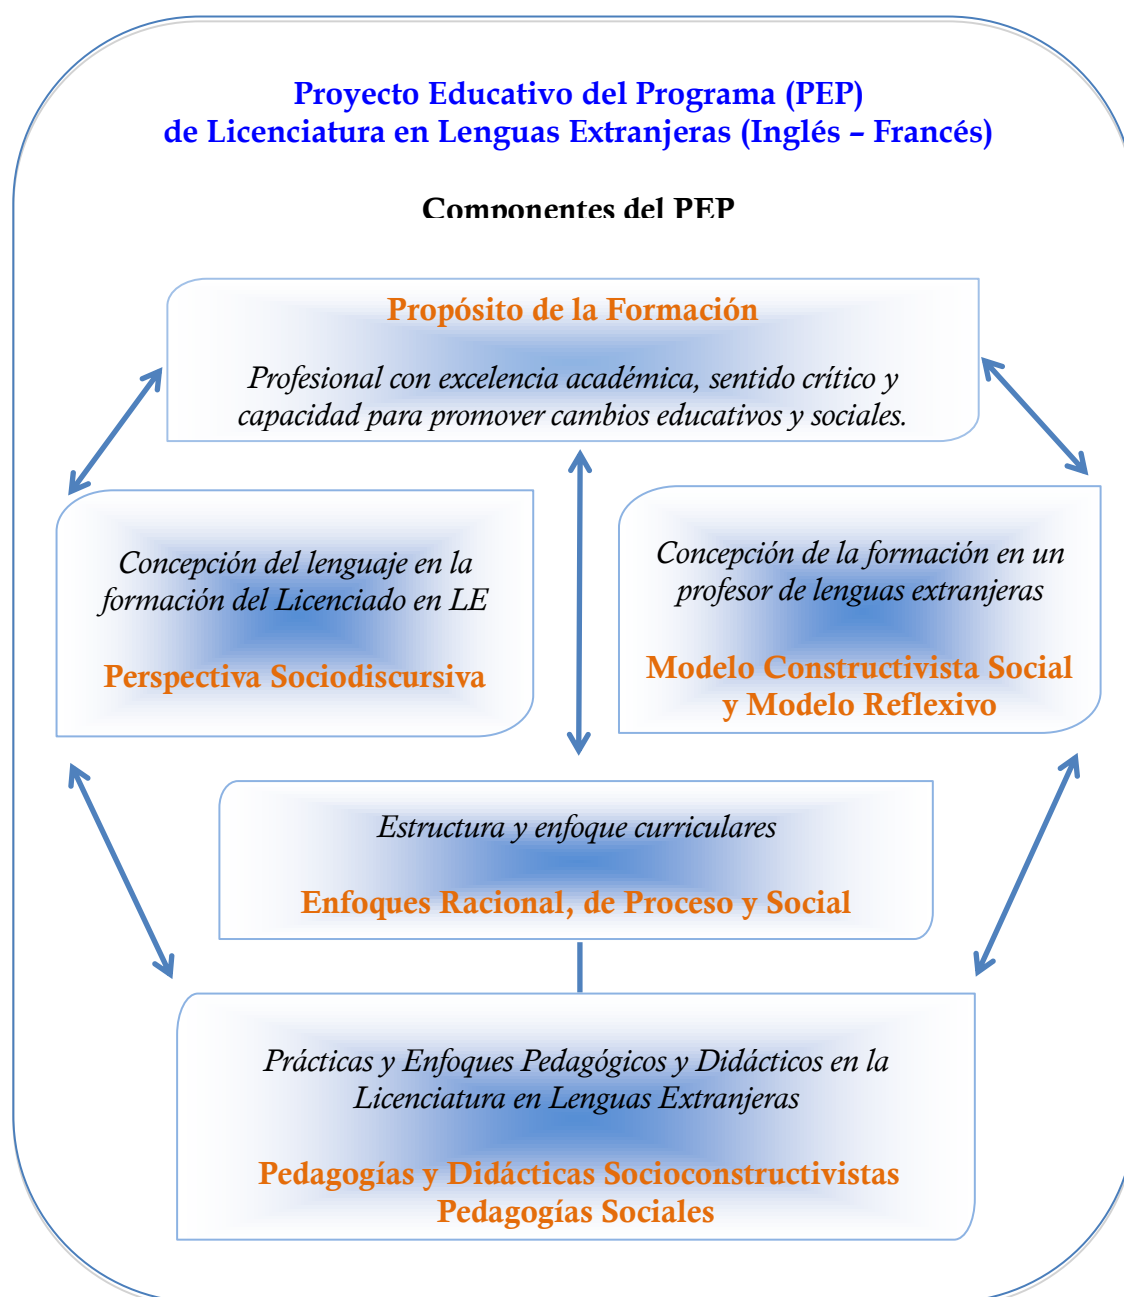 Proyecto Educativo del Programa (PEP)
de Licenciatura en Lenguas Extranjeras (Inglés – Francés)
Componentes del PEP
Propósito de la Formación
Profesional con excelencia académica, sentido crítico y
capacidad para promover cambios educativos y sociales.
Concepción del lenguaje en la
formación del Licenciado en LE
Perspectiva Sociodiscursiva
Concepción de la formación en un
profesor de lenguas extranjeras
Modelo Constructivista Social
y Modelo Reflexivo
Estructura y enfoque curriculares
Enfoques Racional, de Proceso y Social
Prácticas y Enfoques Pedagógicos y Didácticos en la
Licenciatura en Lenguas Extranjeras
Pedagogías y Didácticas Socioconstructivistas
Pedagogías Sociales